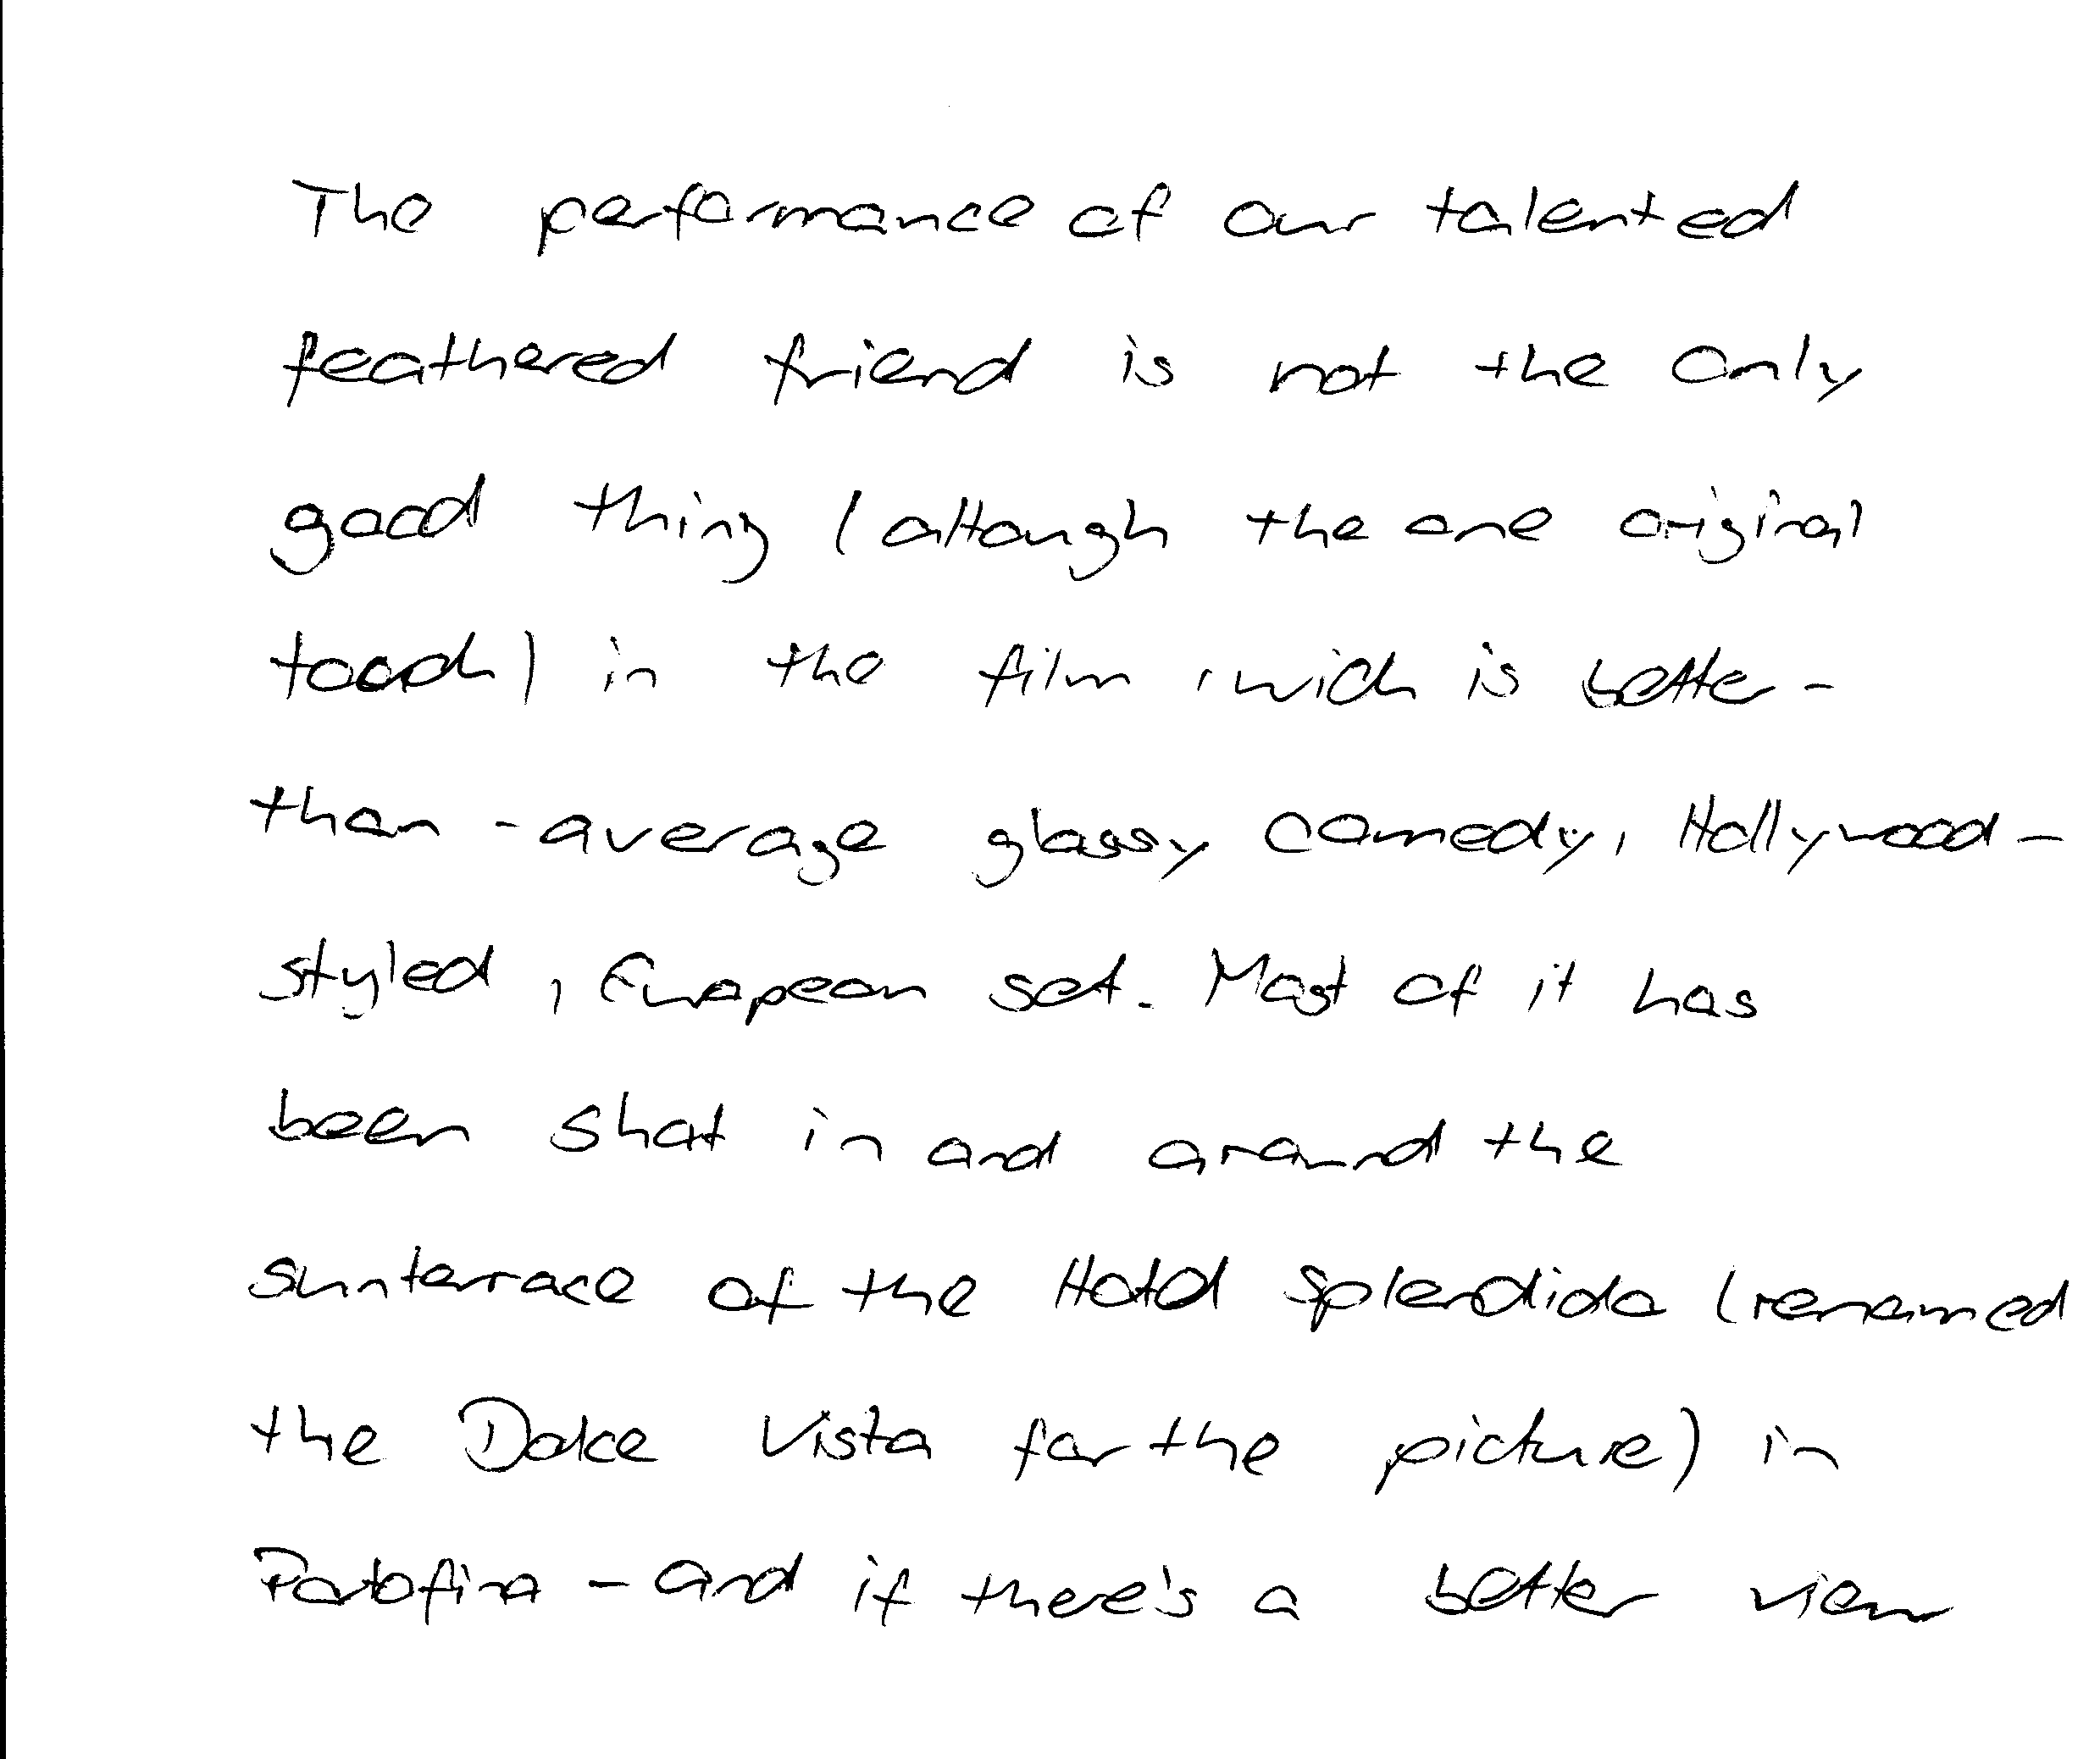 The performance of our talented
feathered friend is not the only
good thing (altough the one original
touch) in the film, wich is better-
than-average glossy comedy, Hollywood-
styled, European set. Most of it has
been shot in and around the
sunterrace of the Hotel Splendido (renamed
the Dolce Vista for the picture) in
Portofino - and if there's a better view